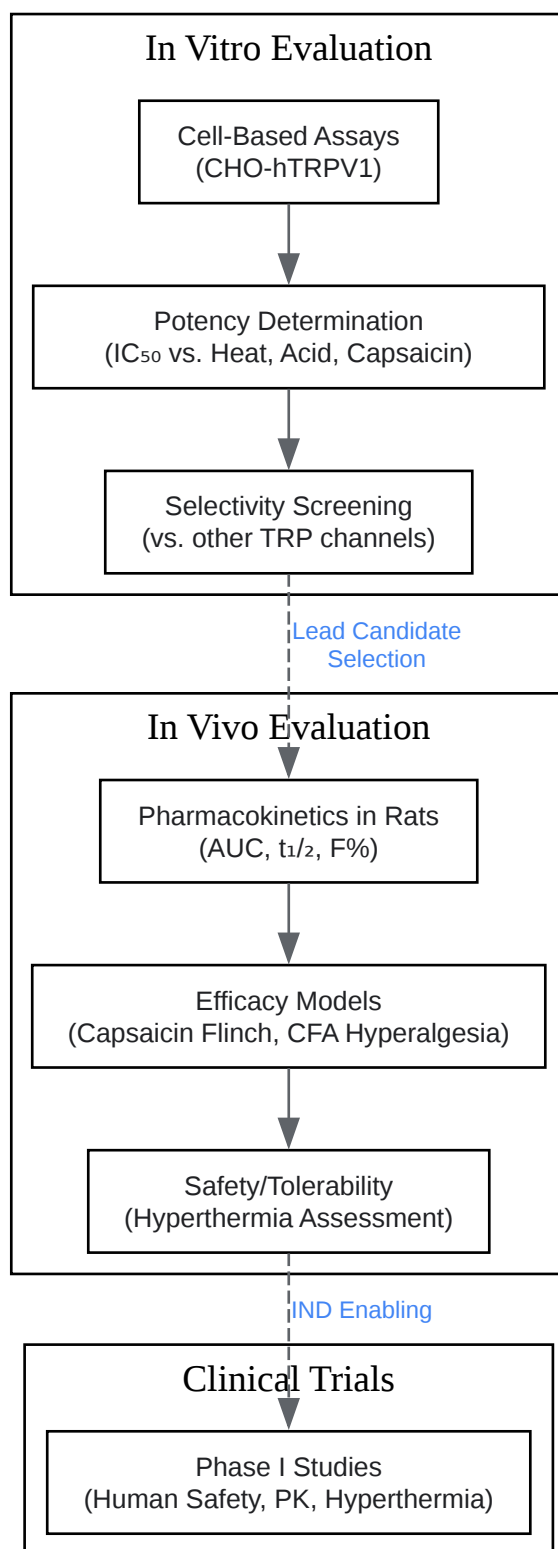 In Vitro Evaluation
Cell-Based Assays
(CHO-hTRPV1)
Potency Determination
(IC₅₀ vs. Heat, Acid, Capsaicin)
Selectivity Screening
(vs. other TRP channels)
Lead Candidate
Selection
In Vivo Evaluation
Pharmacokinetics in Rats
(AUC, t₁/₂, F%)
Efficacy Models
(Capsaicin Flinch, CFA Hyperalgesia)
Safety/Tolerability
(Hyperthermia Assessment)
IND Enabling
Clinical Trials
Phase I Studies
(Human Safety, PK, Hyperthermia)